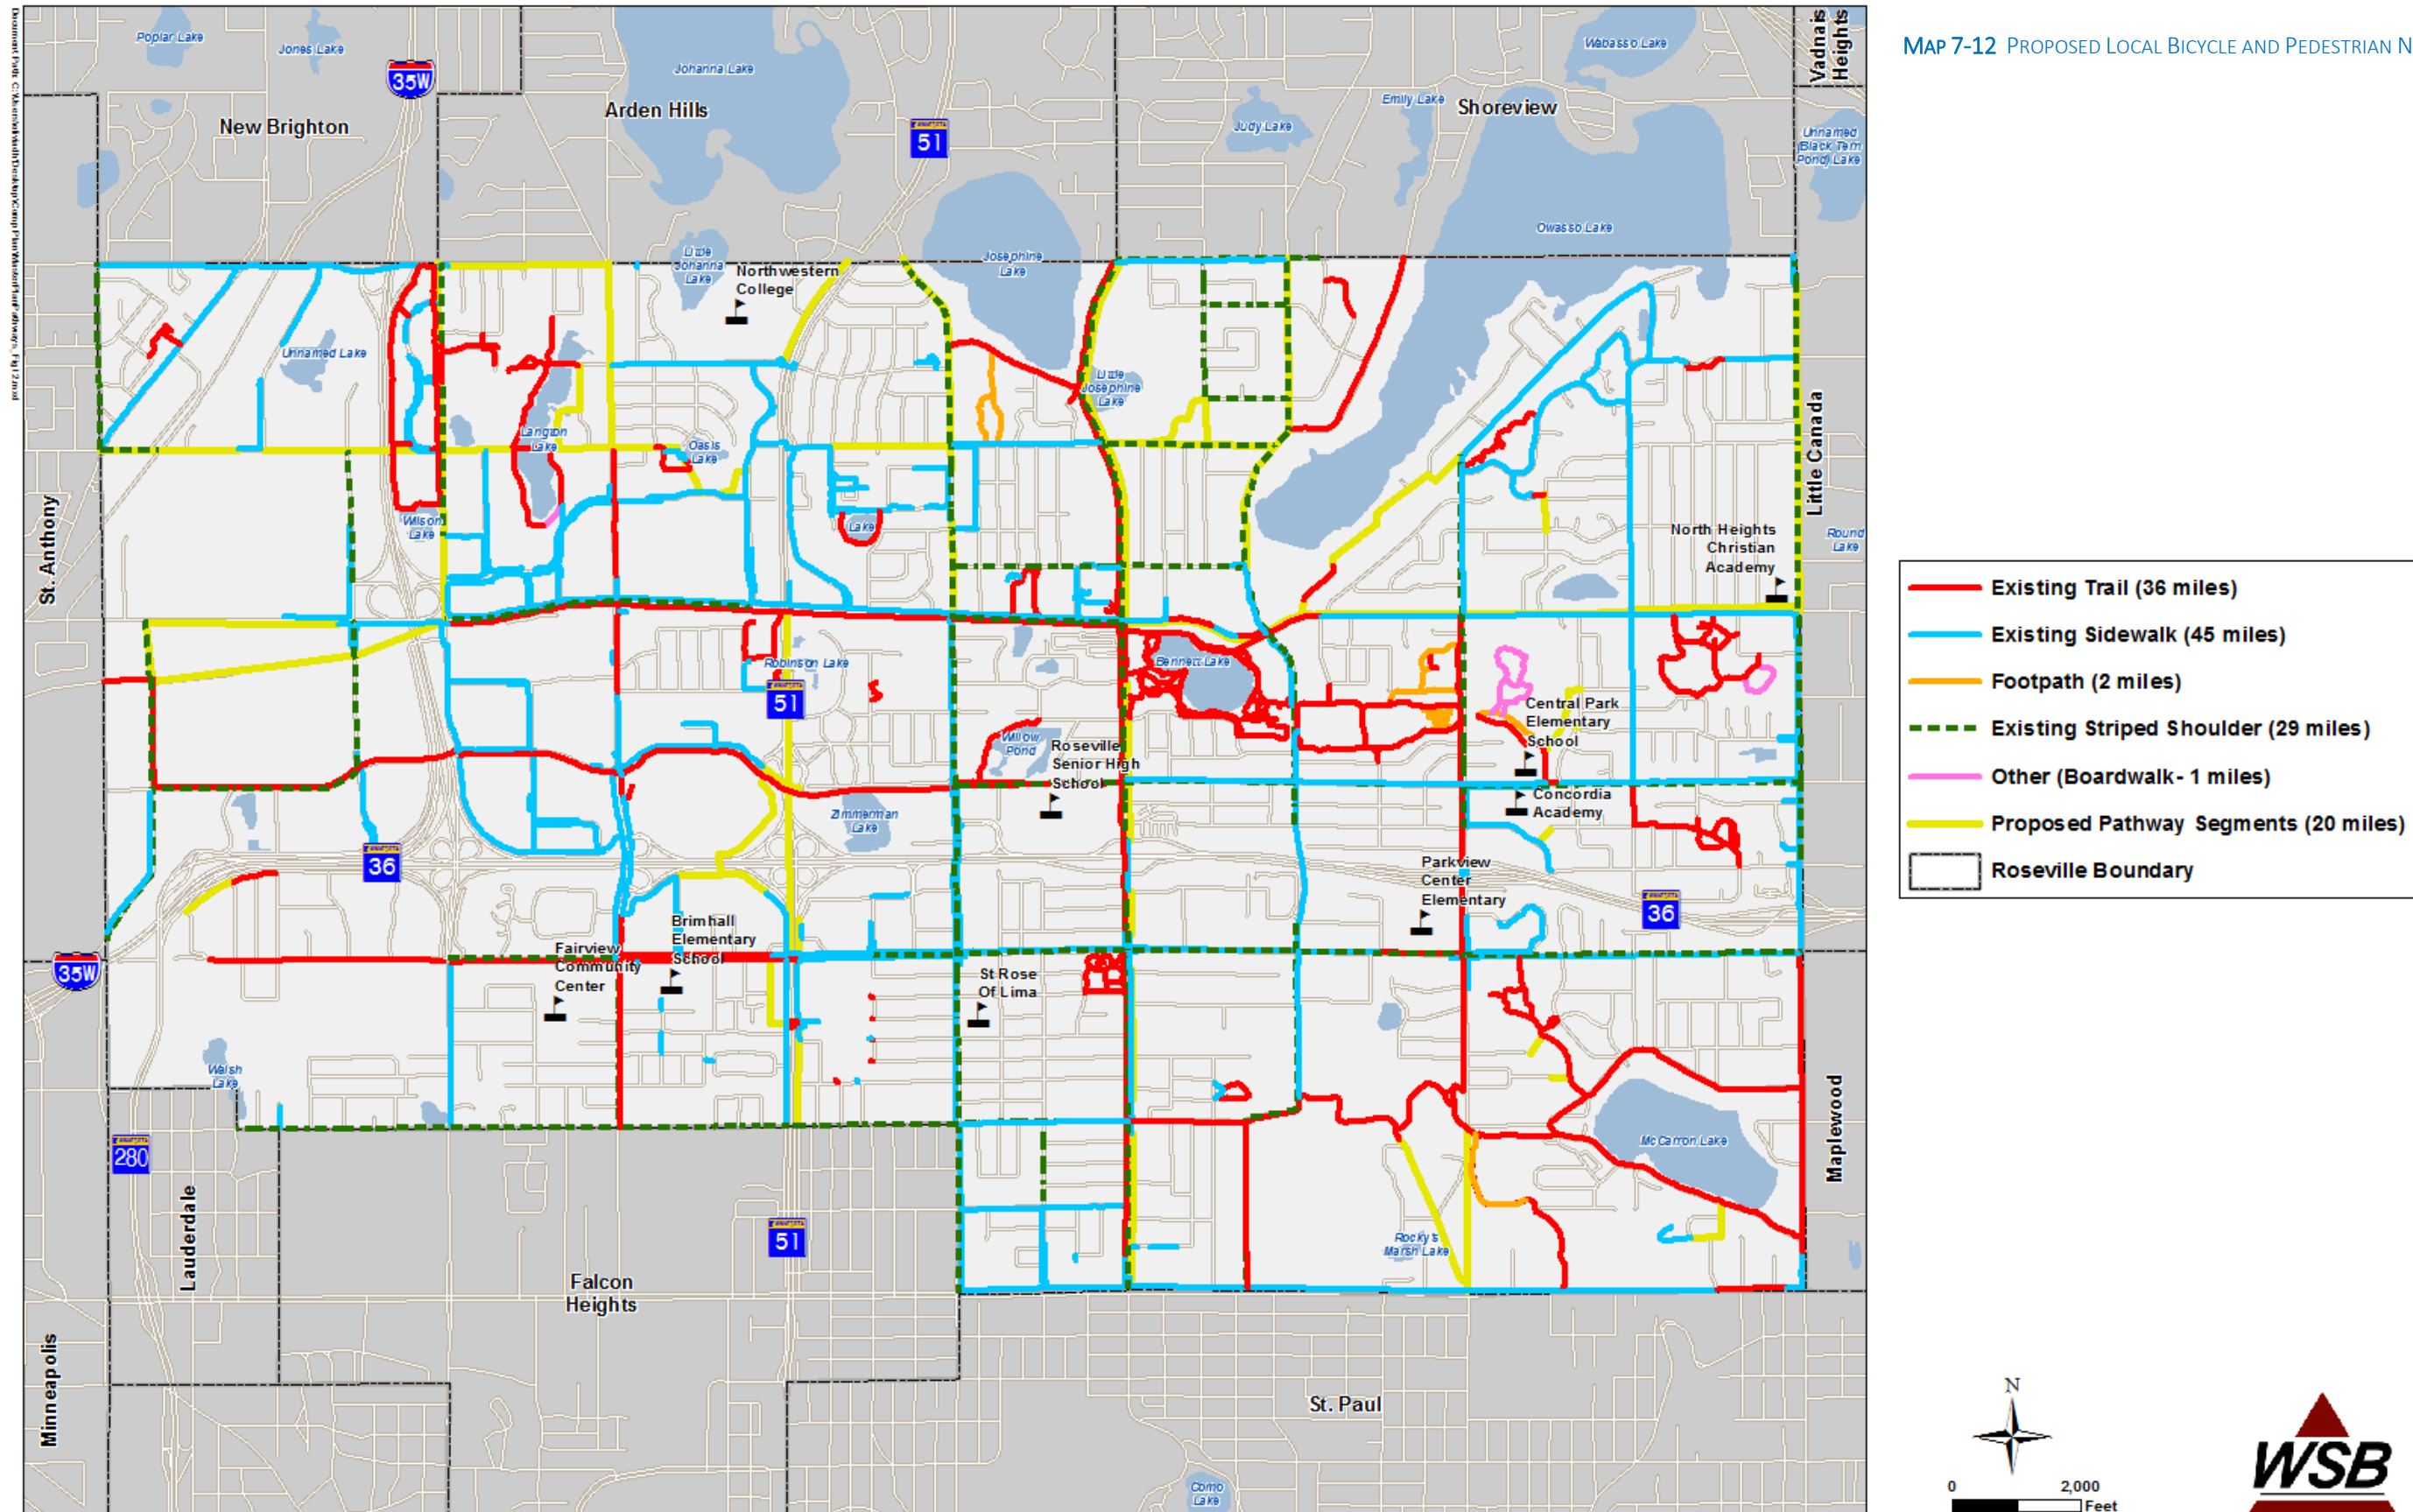 MAP 7-12 PROPOSED LOCAL BICYCLE AND PEDESTRIAN N
Poplar Lake
Jones Lake
35W
Johanna Lake
Wabasso Lake
Vadnais
Heights
New Brighton
Arden Hills
MINNESOTA
51
Emily Lake
Shoreview
Judy Lake
Unnamed
(Black Tern
Pond) Lake
Owasso Lake
Little
Johanna
Lake
Northwestern
College
Josephine
Lake
Unnamed Lake
Little
Josephine
Lake
Langton
Lake
Oasis
Lake
Little Canada
St. Anthony
Wilson
Lake
Lake
North Heights
Christian
Academy
Round
Lake
Robinson Lake
Bennett Lake
MINNESOTA
51
Central Park
Elementary
School
Willow
Pond
Roseville
Senior High
School
Zimmerman
Lake
Concordia
Academy
MINNESOTA
36
Parkview
Center
Elementary
MINNESOTA
36
Brimhall
Elementary
School
Fairview
Community
Center
35W
St Rose
Of Lima
Walsh
Lake
Maplewood
MINNESOTA
280
McCarron Lake
Lauderdale
MINNESOTA
51
Rocky's
Marsh Lake
Falcon
Heights
Minneapolis
St. Paul
Como
Lake
Existing Trail (36 miles)
Existing Sidewalk (45 miles)
Footpath (2 miles)
Existing Striped Shoulder (29 miles)
Other (Boardwalk- 1 miles)
Proposed Pathway Segments (20 miles)
Roseville Boundary
N
0 2,000
Feet
WSB